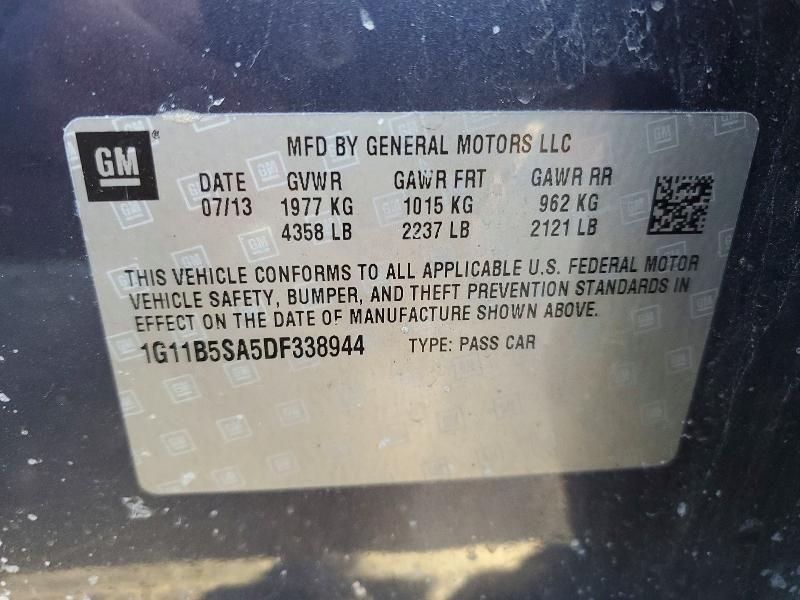 GM
MFD BY GENERAL MOTORS LLC
DATE GVWR GAWR FRT GAWR RR
07/13 1977 KG 1015 KG 962 KG
4358 LB 2237 LB 2121 LB
THIS VEHICLE CONFORMS TO ALL APPLICABLE U.S. FEDERAL MOTOR
VEHICLE SAFETY, BUMPER, AND THEFT PREVENTION STANDARDS IN
EFFECT ON THE DATE OF MANUFACTURE SHOWN ABOVE.
1G11B5SA5DF338944 TYPE: PASS CAR